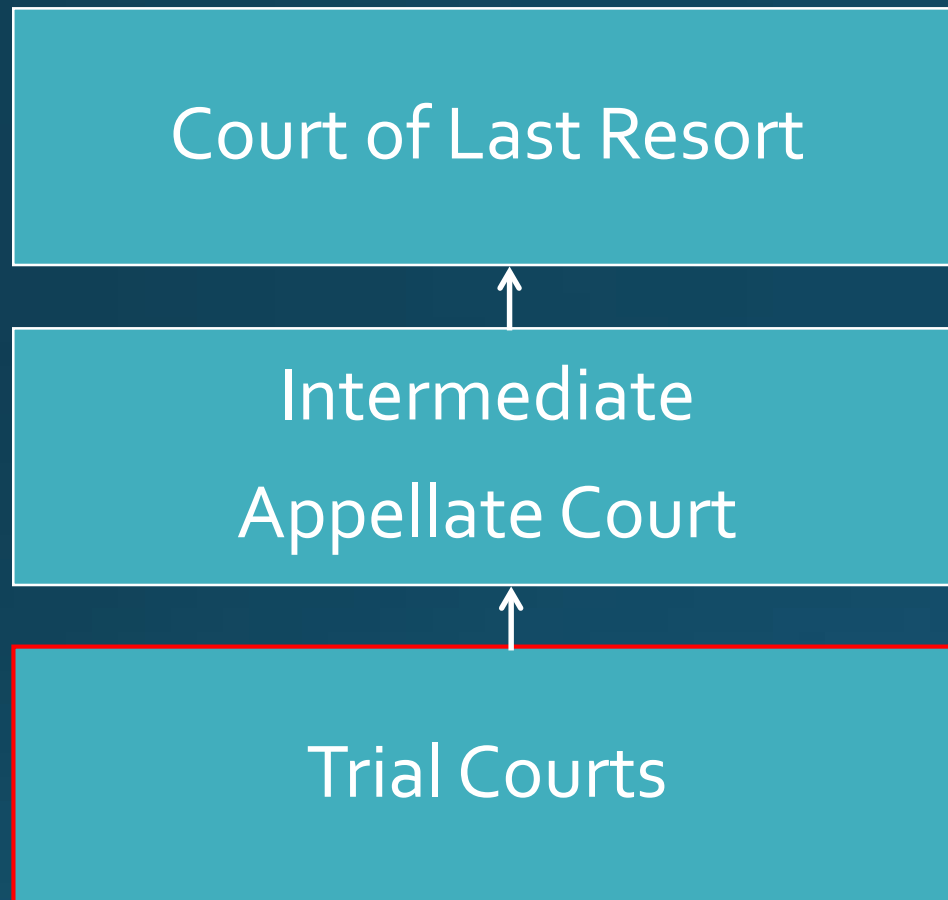 Court of Last Resort
Intermediate
Appellate Court
Trial Courts